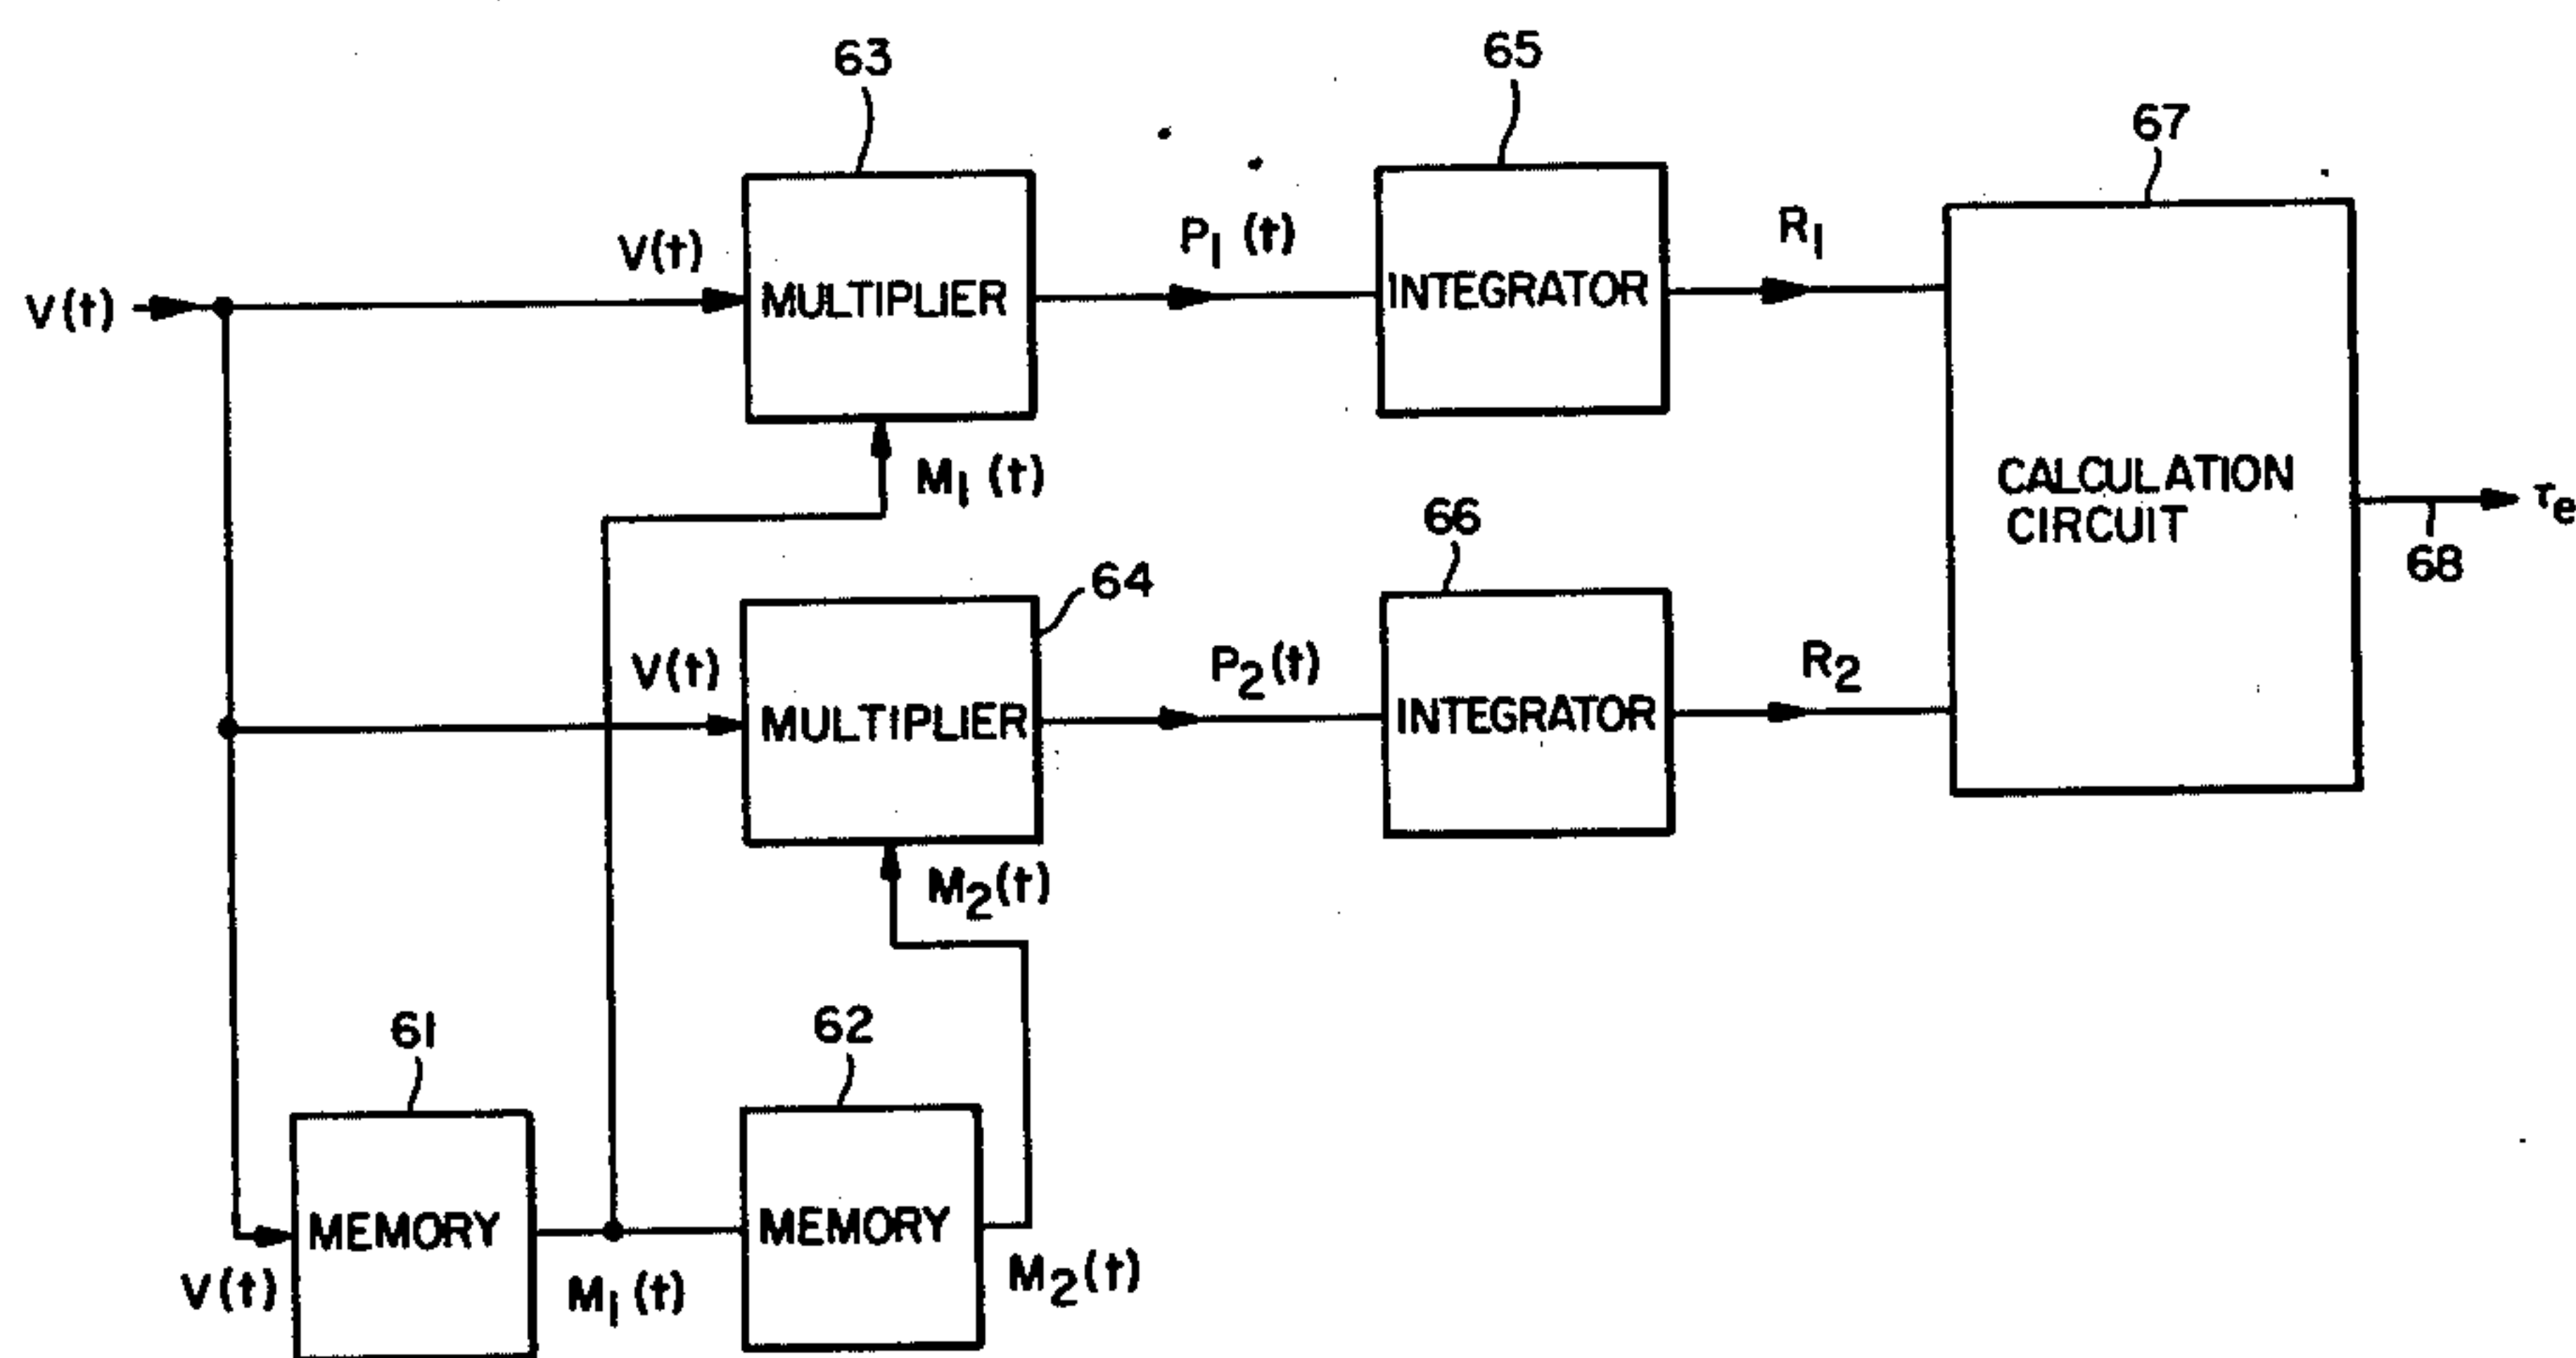 63
65
67
V(t)
V(t)
P1 (t)
R1
MULTIPLIER
INTEGRATOR
M1 (t)
CALCULATION
CIRCUIT
τe
68
66
64
V(t)
P2(t)
R2
MULTIPLIER
INTEGRATOR
M2(t)
61
62
MEMORY
MEMORY
V(t)
M1 (t)
M2(t)